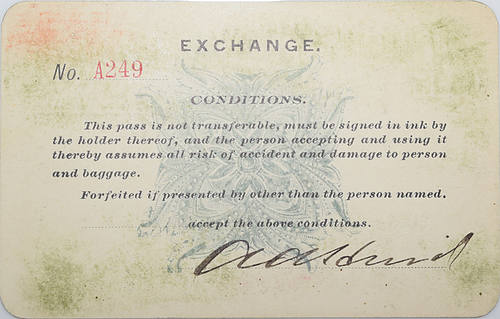 EXCHANGE.
No. A249
CONDITIONS.
This pass is not transferable, must be signed in ink by
the holder thereof, and the person accepting and using it
thereby assumes all risk of accident and damage to person
and baggage.
Forfeited if presented by other than the person named.
accept the above conditions.